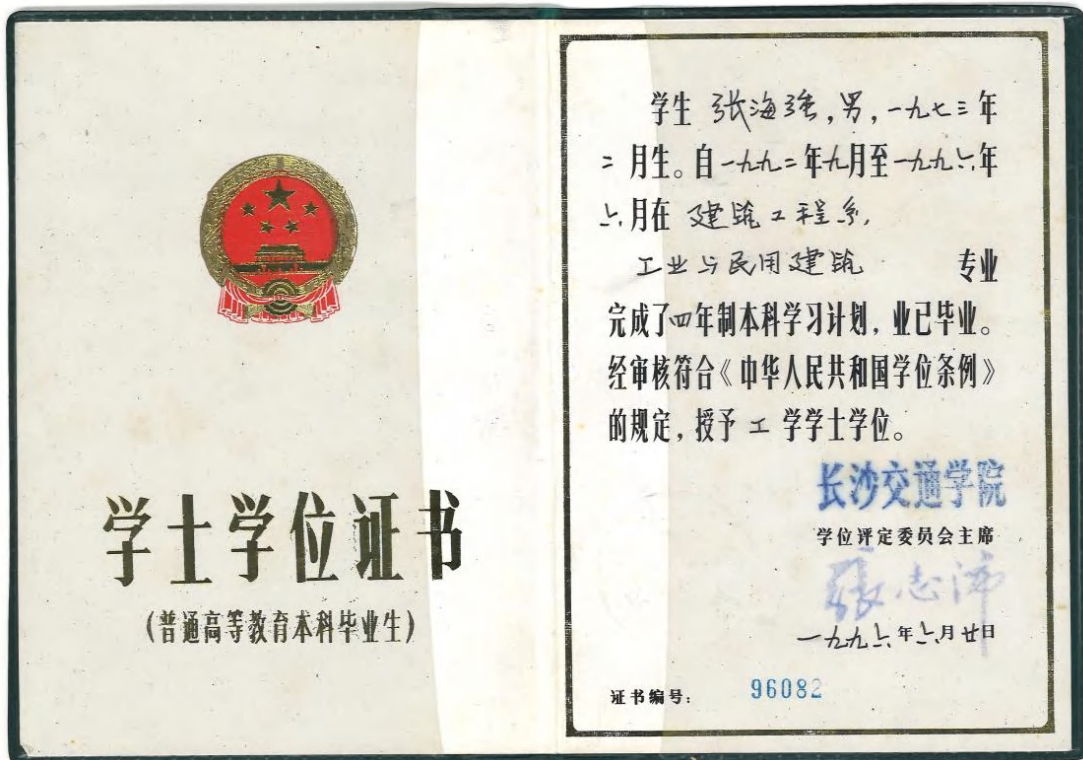 学士学位证书
(普通高等教育本科毕业生)
学生 张海强,男,一九七三年
二月生。自一九九二年九月至一九九六年
六月在 建筑工程系,
工业与民用建筑 专业
完成了四年制本科学习计划,业已毕业。
经审核符合《中华人民共和国学位条例》
的规定,授予 工 学学士学位。
长沙交通学院
学位评定委员会主席
张志沛
一九九六年六月廿日
证书编号: 96082